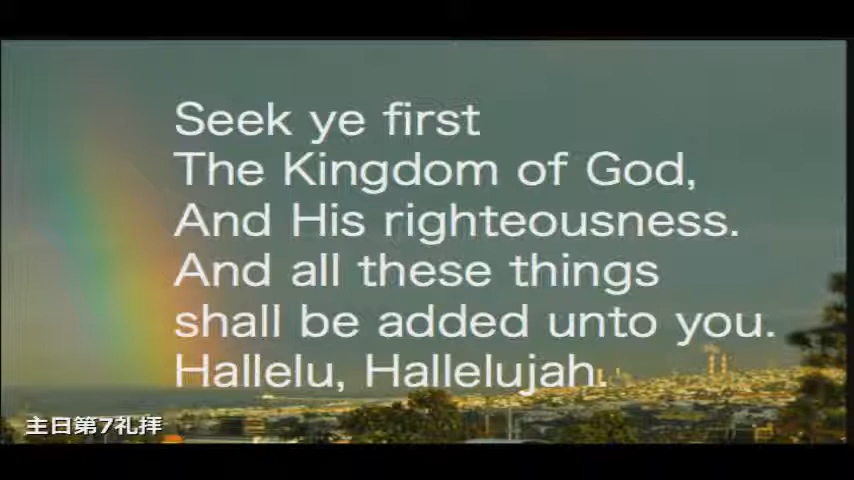 Seek ye first
The Kingdom of God,
And His righteousness.
And all these things
shall be added unto you.
Hallelu, Hallelujah.
主日第7礼拝